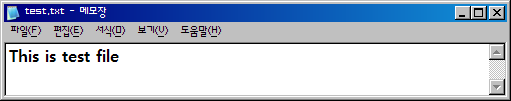 test.txt - 메모장
파일(F) 편집(E) 서식(O) 보기(V) 도움말(H)
This is test file